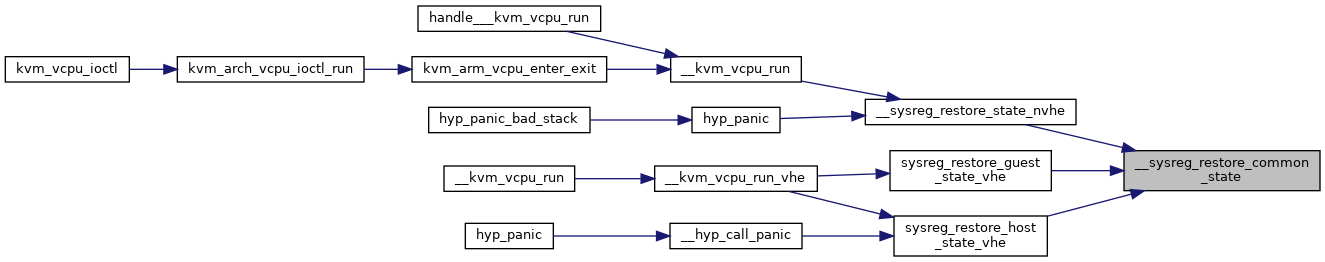 handle___kvm_vcpu_run
kvm_vcpu_ioctl
kvm_arch_vcpu_ioctl_run
kvm_arm_vcpu_enter_exit
__kvm_vcpu_run
__sysreg_restore_state_nvhe
hyp_panic_bad_stack
hyp_panic
sysreg_restore_guest
_state_vhe
__sysreg_restore_common
_state
__kvm_vcpu_run
__kvm_vcpu_run_vhe
sysreg_restore_host
_state_vhe
hyp_panic
__hyp_call_panic